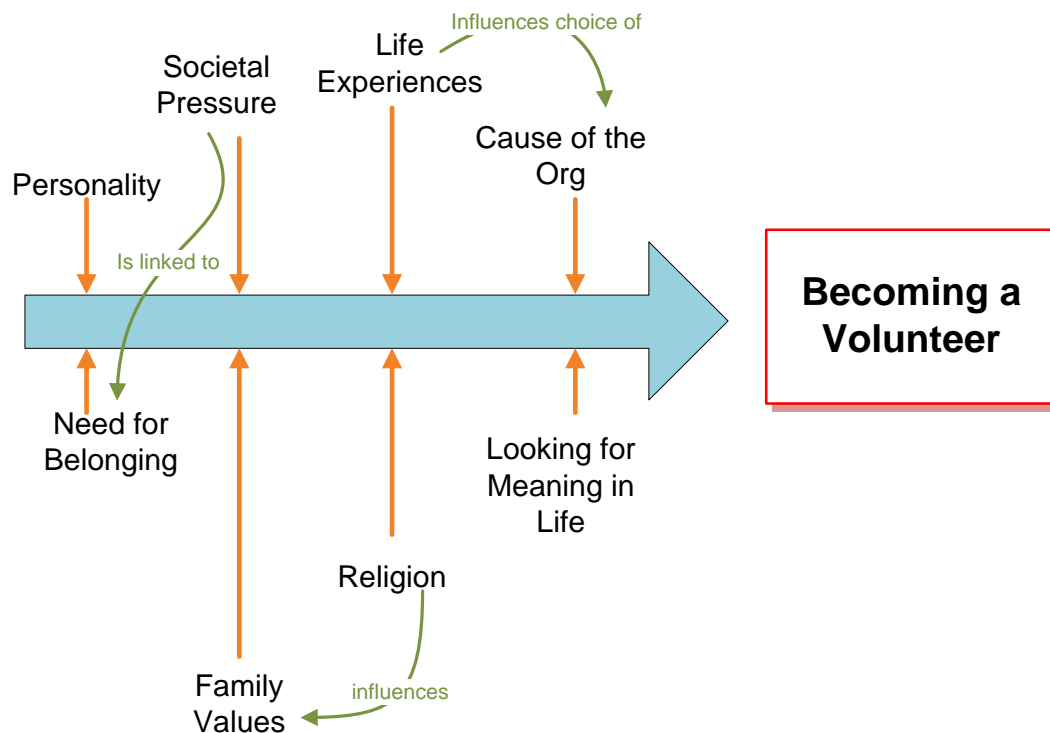 Influences choice of
Life
Experiences
Societal
Pressure
Cause of the
Org
Personality
Is linked to
Becoming a
Volunteer
Need for
Belonging
Looking for
Meaning in
Life
Religion
Family
Values
influences